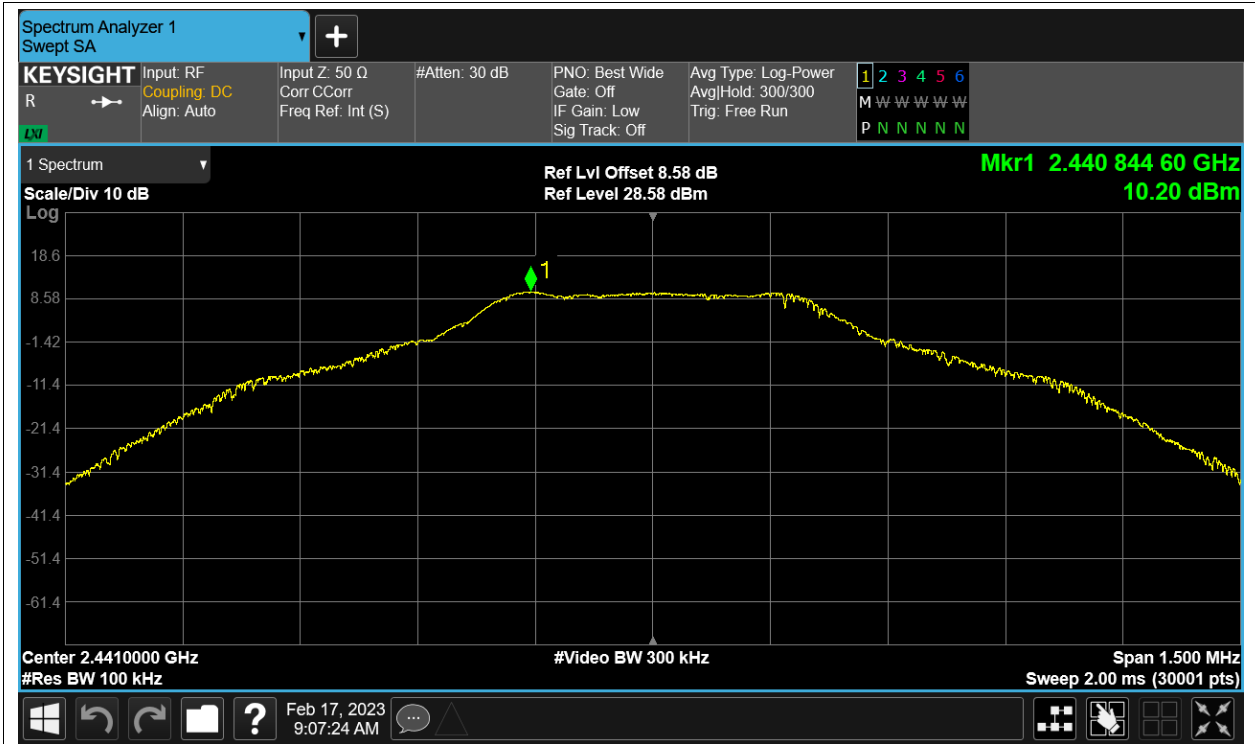 Spectrum Analyzer 1
Swept SA
KEYSIGHT
R
LXI
Input: RF
Coupling: DC
Align: Auto
Input Z: 50 Ω
Corr CCorr
Freq Ref: Int (S)
#Atten: 30 dB
PNO: Best Wide
Gate: Off
IF Gain: Low
Sig Track: Off
Avg Type: Log-Power
Avg|Hold: 300/300
Trig: Free Run
1 2 3 4 5 6
M W W W W W
P N N N N N
1 Spectrum
Scale/Div 10 dB
Log
Ref Lvl Offset 8.58 dB
Ref Level 28.58 dBm
Mkr1 2.440 844 60 GHz
10.20 dBm
1
18.6
8.58
-1.42
-11.4
-21.4
-31.4
-41.4
-51.4
-61.4
Center 2.4410000 GHz
#Res BW 100 kHz
#Video BW 300 kHz
Span 1.500 MHz
Sweep 2.00 ms (30001 pts)
?
Feb 17, 2023
9:07:24 AM